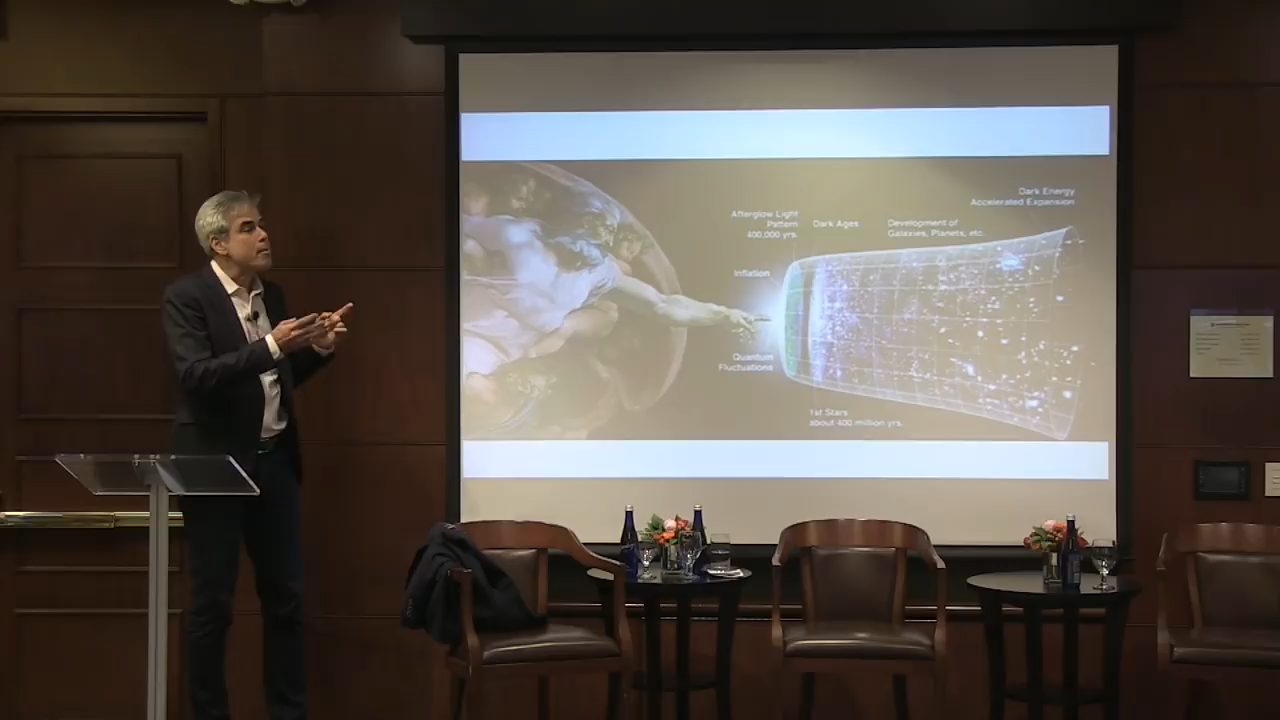 Dark Energy
Accelerated Expansion
Afterglow Light
Pattern
400,000 yrs.
Dark Ages
Development of
Galaxies, Planets, etc.
Inflation
Quantum
Fluctuations
1st Stars
about 400 million yrs.